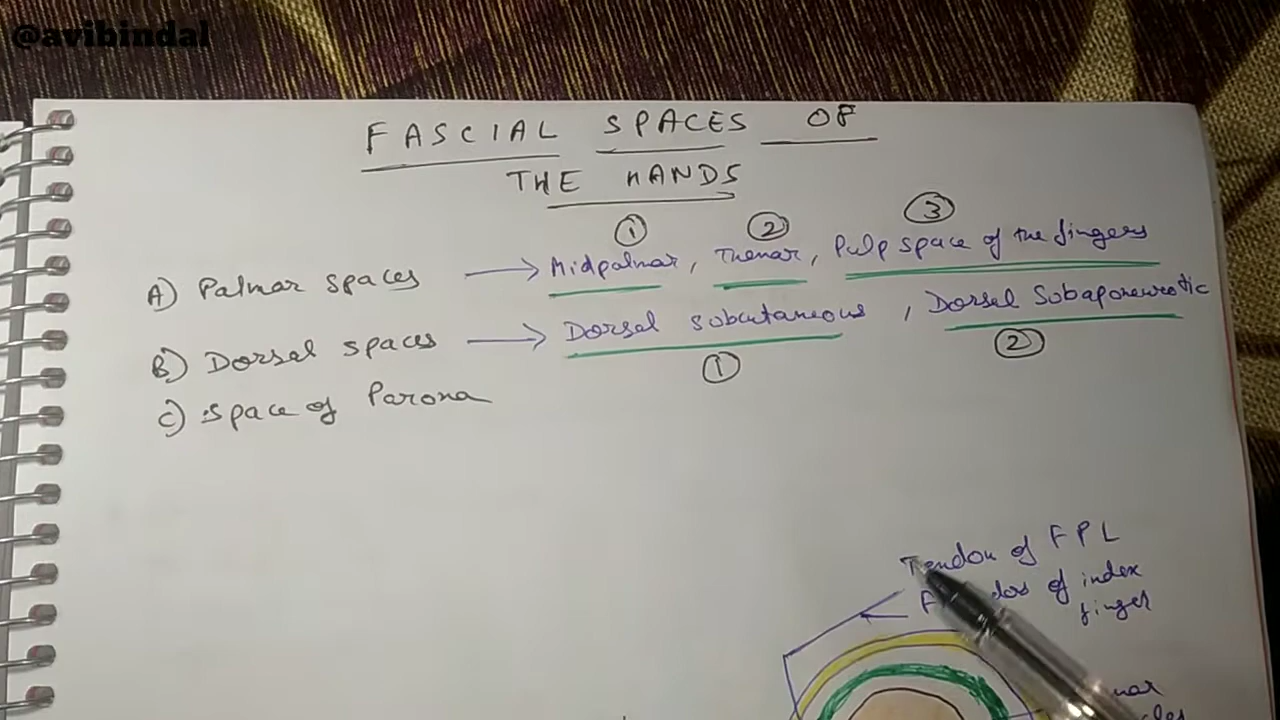 @avibindal
FASCIAL SPACES OF
THE HANDS
① ② ③
A) Palmar spaces → Midpalmar, Thenar, Pulp space of the fingers
B) Dorsal spaces → Dorsal subcutaneous, Dorsal Subaponeurotic
① ②
C) Space of Parona
Tendon of FPL
of index
finger